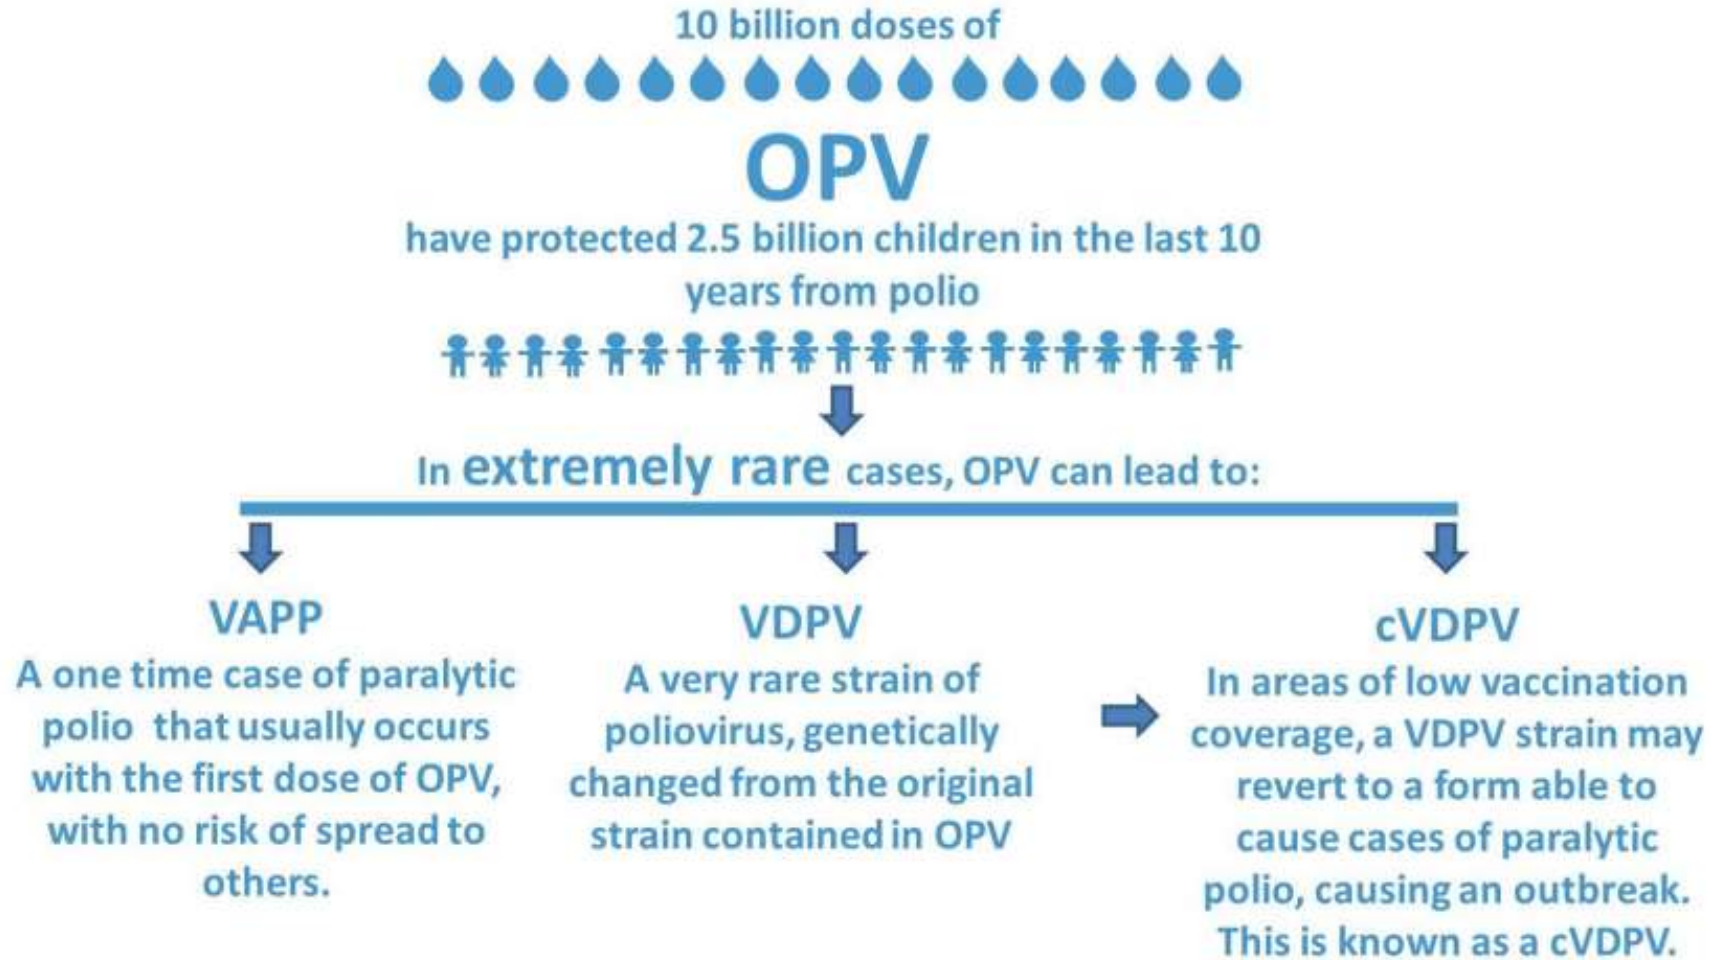 10 billion doses of
OPV
have protected 2.5 billion children in the last 10
years from polio
In extremely rare cases, OPV can lead to:
VAPP
A one time case of paralytic
polio that usually occurs
with the first dose of OPV,
with no risk of spread to
others.
VDPV
A very rare strain of
poliovirus, genetically
changed from the original
strain contained in OPV
cVDPV
In areas of low vaccination
coverage, a VDPV strain may
revert to a form able to
cause cases of paralytic
polio, causing an outbreak.
This is known as a cVDPV.